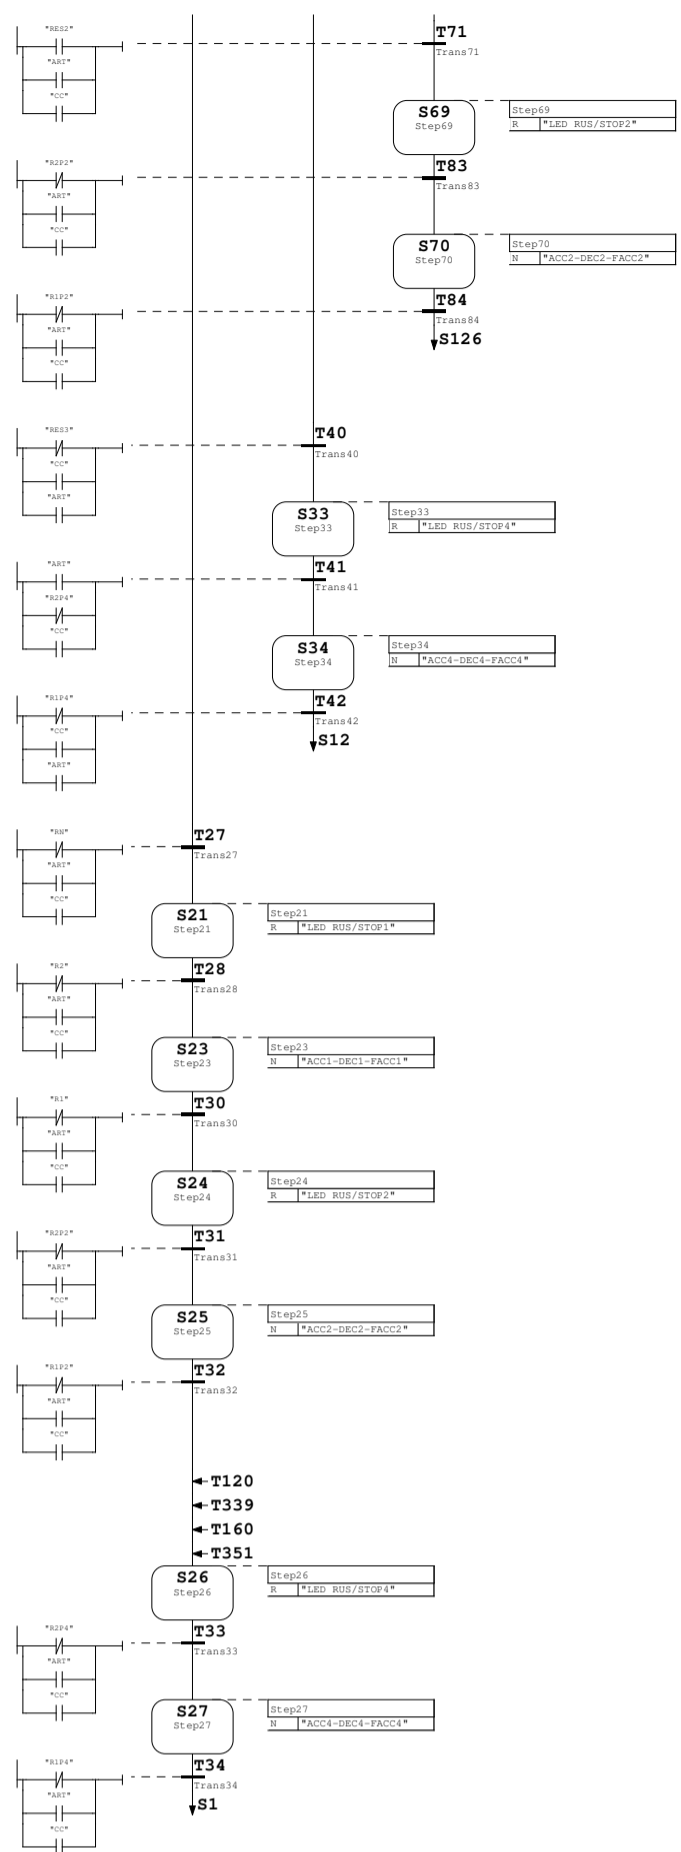 "RES2"
T71
Trans71
"ART"
"CC"
S69
Step69
Step69
R "LED RUS/STOP2"
"R2P2"
T83
Trans83
"ART"
"CC"
S70
Step70
Step70
N "ACC2-DEC2-FACC2"
"R1P2"
T84
Trans84
"ART"
S126
"CC"
"RES3"
T40
Trans40
"CC"
"ART"
S33
Step33
Step33
R "LED RUS/STOP4"
"ART"
T41
Trans41
"R2P4"
"CC"
S34
Step34
Step34
N "ACC4-DEC4-FACC4"
"R1P4"
T42
Trans42
"CC"
S12
"ART"
"RN"
T27
Trans27
"ART"
"CC"
S21
Step21
Step21
R "LED RUS/STOP1"
"R2"
T28
Trans28
"ART"
"CC"
S23
Step23
Step23
N "ACC1-DEC1-FACC1"
"R1"
T30
Trans30
"ART"
"CC"
S24
Step24
Step24
R "LED RUS/STOP2"
"R2P2"
T31
Trans31
"ART"
"CC"
S25
Step25
Step25
N "ACC2-DEC2-FACC2"
"R1P2"
T32
Trans32
"ART"
"CC"
T120
T339
T160
T351
S26
Step26
Step26
R "LED RUS/STOP4"
"R2P4"
T33
Trans33
"ART"
"CC"
S27
Step27
Step27
N "ACC4-DEC4-FACC4"
"R1P4"
T34
Trans34
"ART"
S1
"CC"